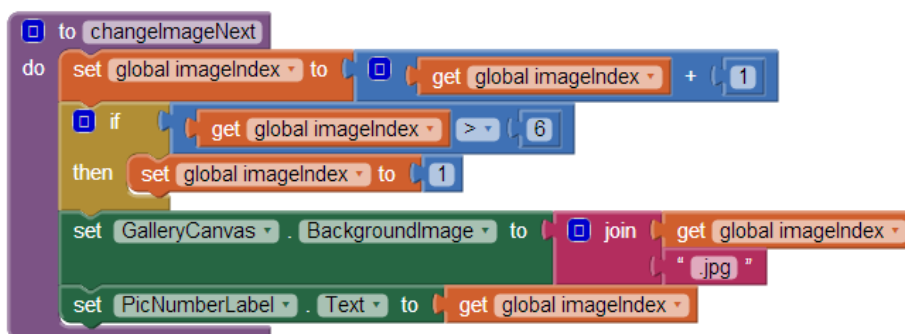 to changeImageNext
do set global imageIndex to get global imageIndex + 1
if get global imageIndex > 6
then set global imageIndex to 1
set GalleryCanvas . BackgroundImage to join get global imageIndex
" .jpg "
set PicNumberLabel . Text to get global imageIndex